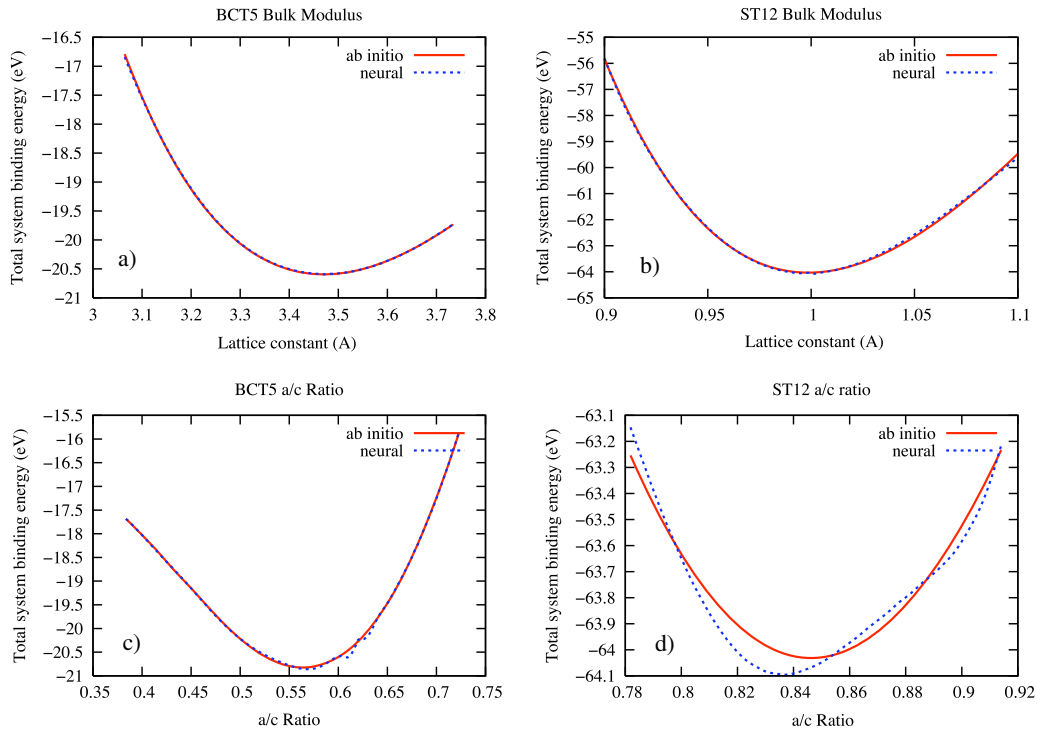 BCT5 Bulk Modulus
Total system binding energy (eV)
−16.5
−17
−17.5
−18
−18.5
−19
−19.5
−20
−20.5
−21
ab initio
neural
a)
3 3.1 3.2 3.3 3.4 3.5 3.6 3.7 3.8
Lattice constant (A)
ST12 Bulk Modulus
Total system binding energy (eV)
−55
−56
−57
−58
−59
−60
−61
−62
−63
−64
−65
ab initio
neural
b)
0.9 0.95 1 1.05 1.1
Lattice constant (A)
BCT5 a/c Ratio
Total system binding energy (eV)
−15.5
−16
−16.5
−17
−17.5
−18
−18.5
−19
−19.5
−20
−20.5
−21
ab initio
neural
c)
0.35 0.4 0.45 0.5 0.55 0.6 0.65 0.7 0.75
a/c Ratio
ST12 a/c ratio
Total system binding energy (eV)
−63.1
−63.2
−63.3
−63.4
−63.5
−63.6
−63.7
−63.8
−63.9
−64
−64.1
ab initio
neural
d)
0.78 0.8 0.82 0.84 0.86 0.88 0.9 0.92
a/c Ratio